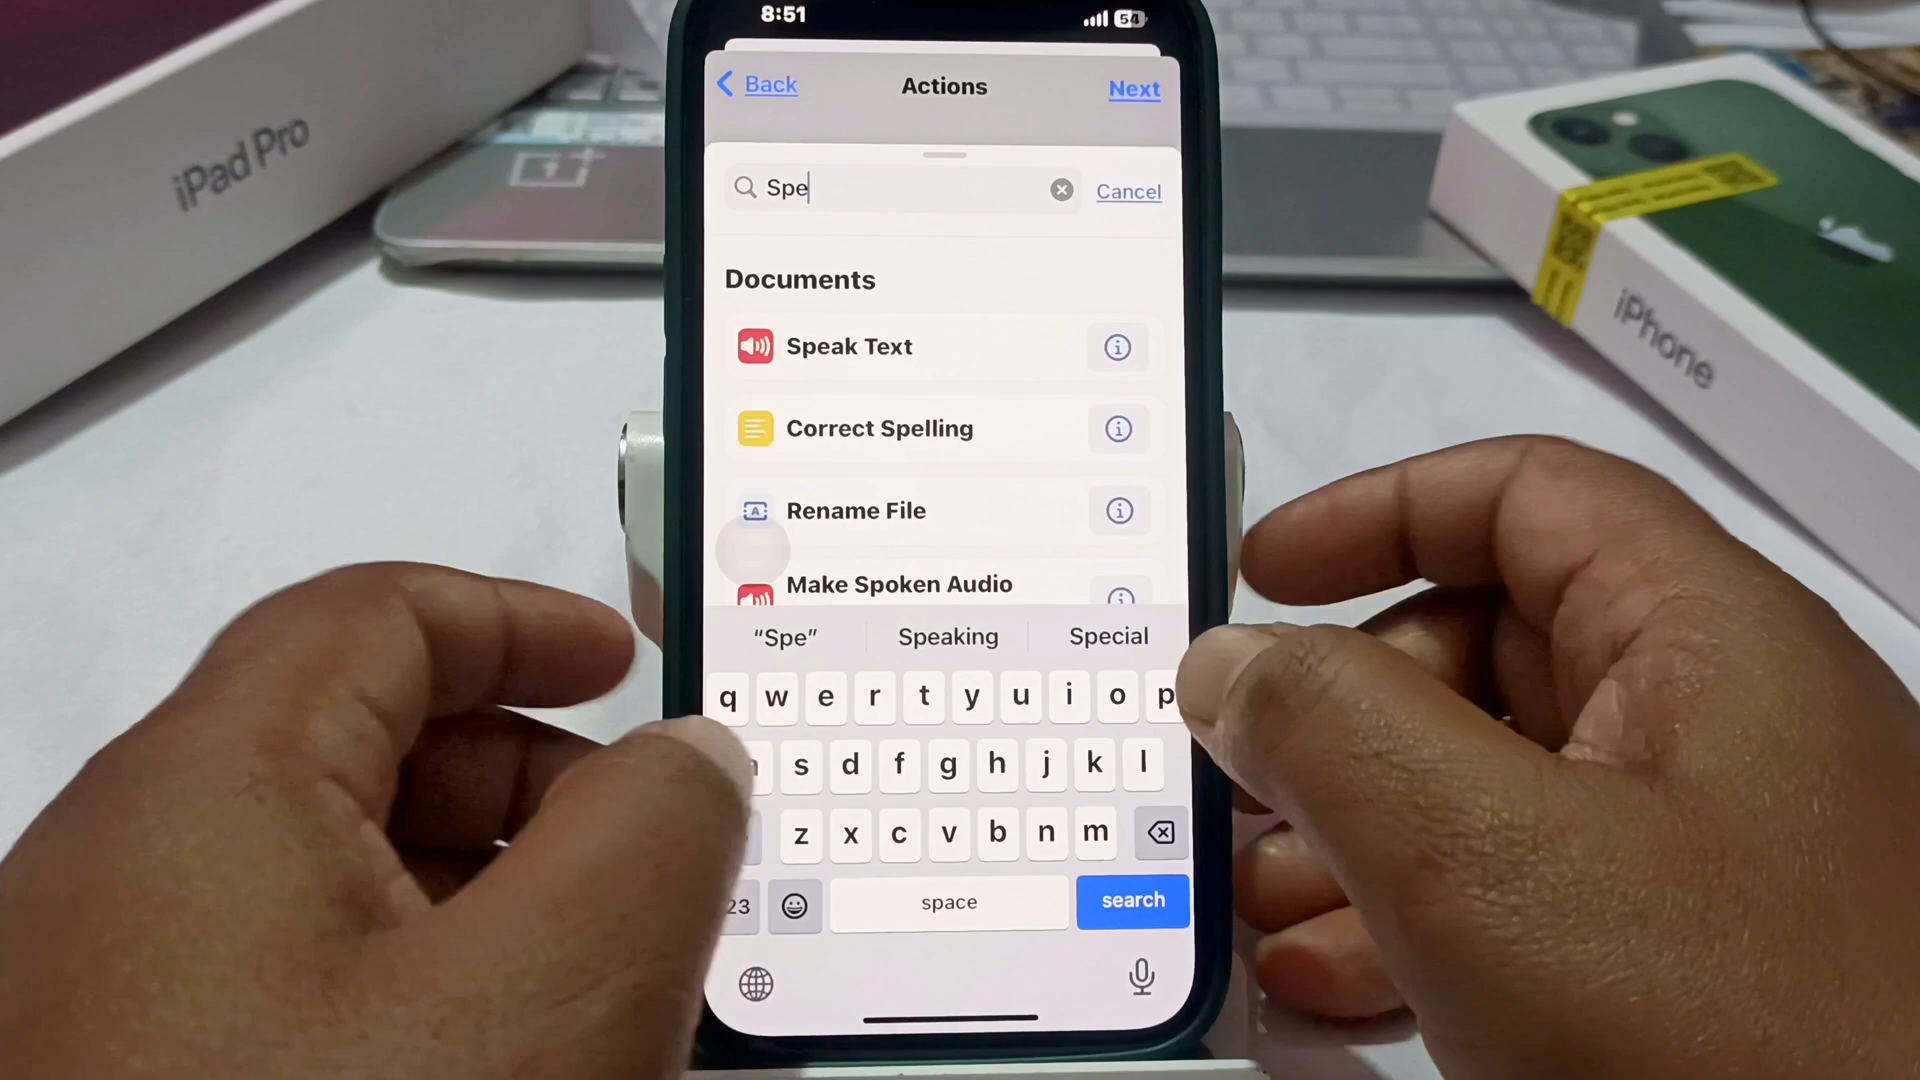 8:51
54
Back
Actions
Next
Spe
Cancel
Documents
Speak Text
Correct Spelling
Rename File
Make Spoken Audio
“Spe”
Speaking
Special
q w e r t y u i o p
s d f g h j k l
z x c v b n m
23
space
search
iPad Pro
iPhone